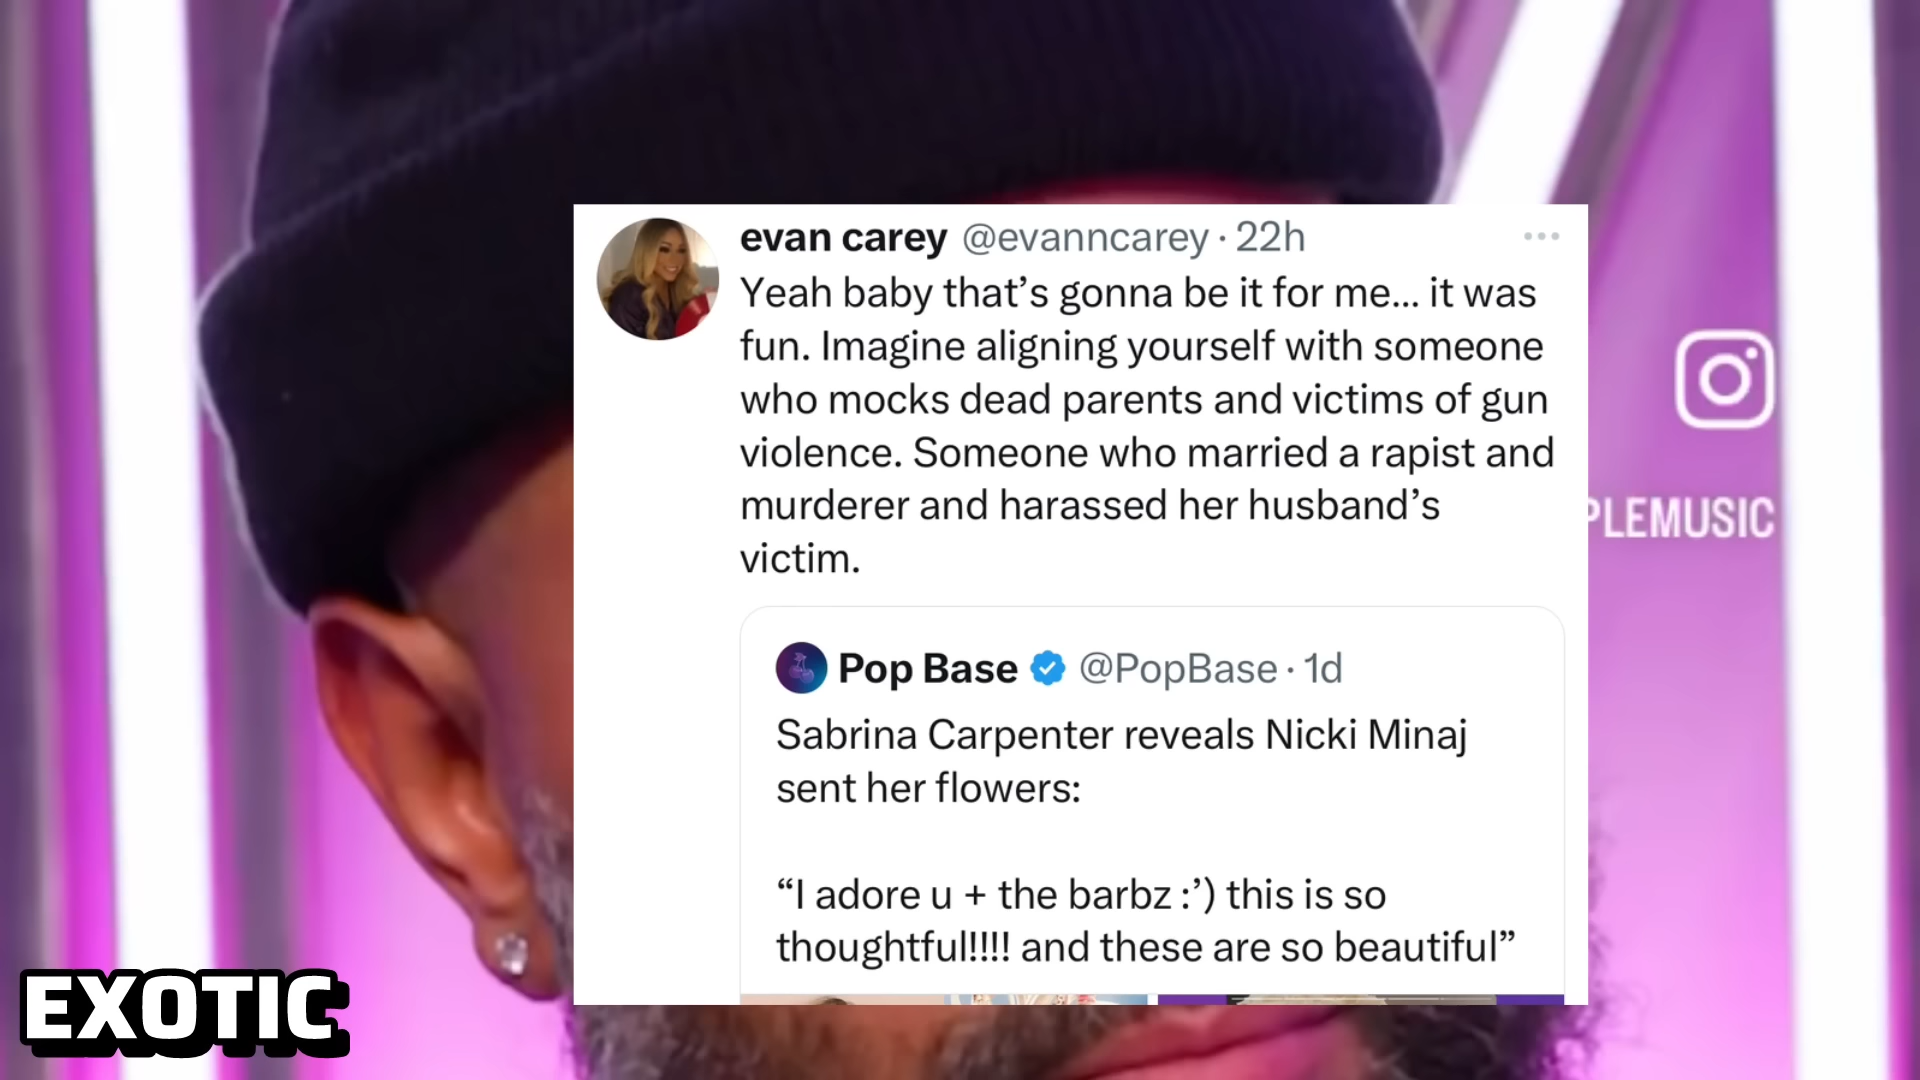 evan carey @evanncarey · 22h
Yeah baby that’s gonna be it for me... it was
fun. Imagine aligning yourself with someone
who mocks dead parents and victims of gun
violence. Someone who married a rapist and
murderer and harassed her husband’s
victim.
PLEMUSIC
Pop Base @PopBase · 1d
Sabrina Carpenter reveals Nicki Minaj
sent her flowers:
“I adore u + the barbz :’) this is so
thoughtful!!!! and these are so beautiful”
EXOTIC